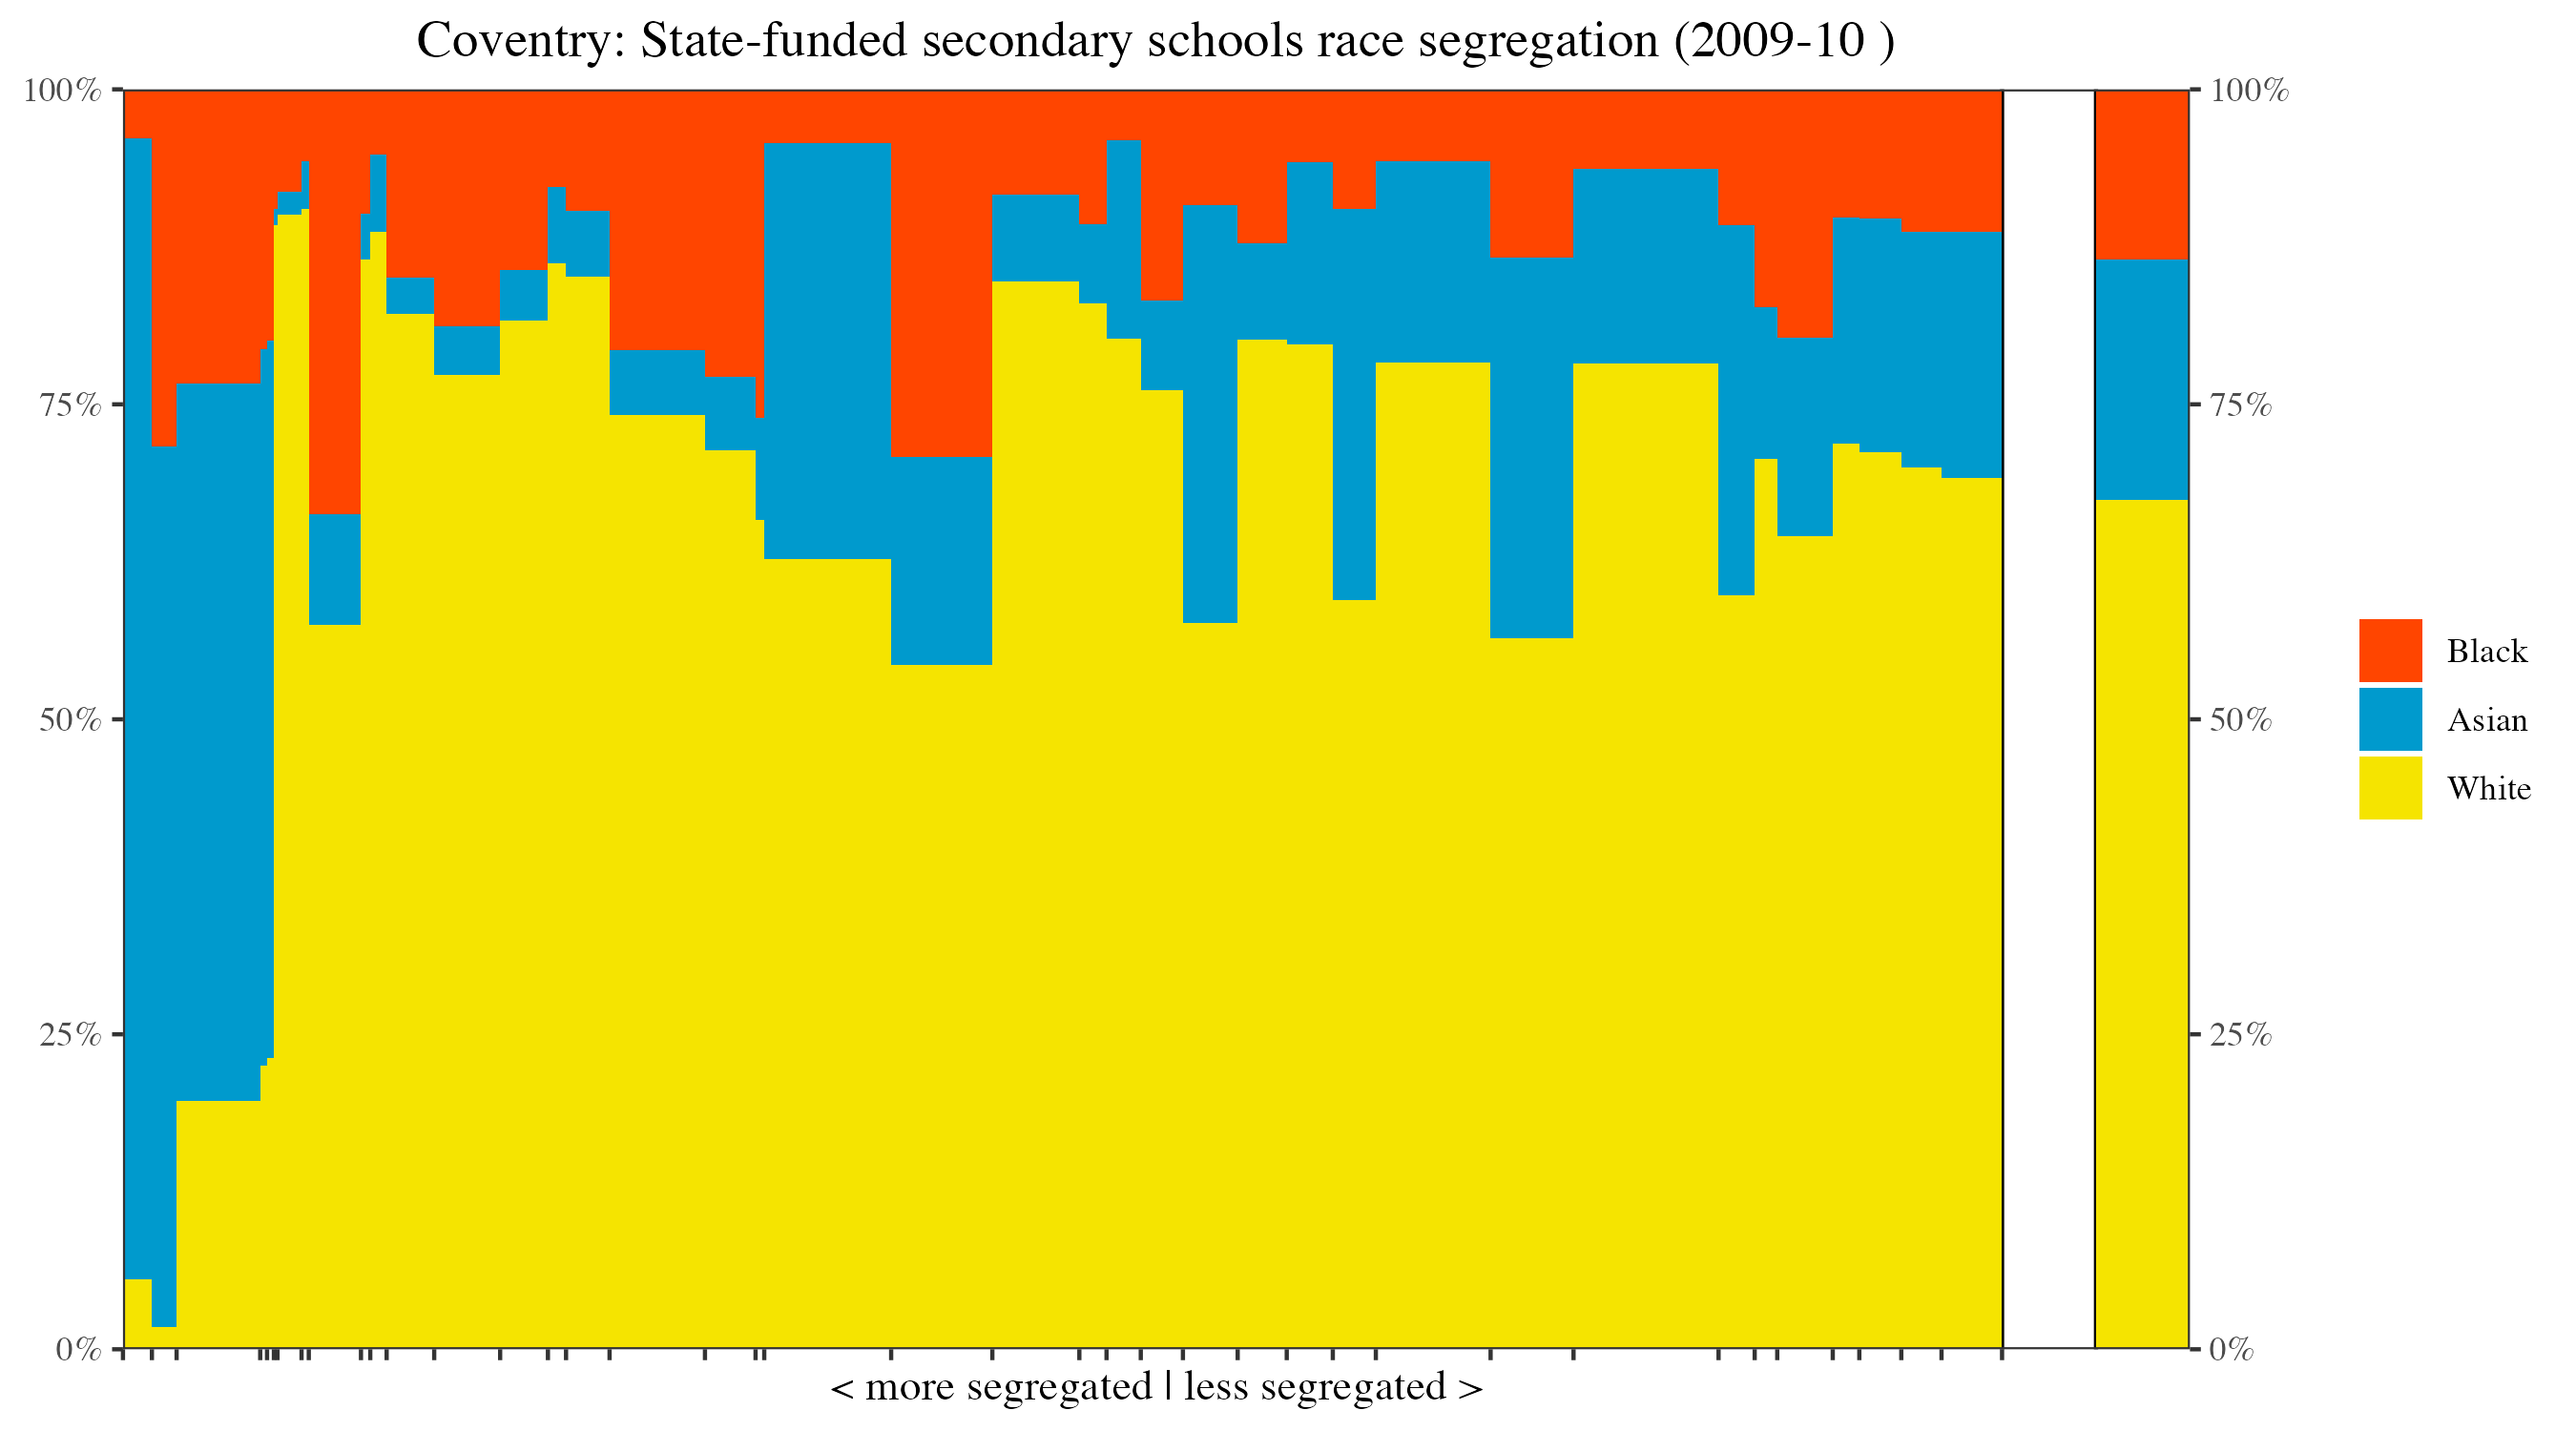 Coventry: State-funded secondary schools race segregation (2009-10 )
100%
75%
50%
25%
0%
100%
75%
50%
25%
0%
Black
Asian
White
< more segregated | less segregated >